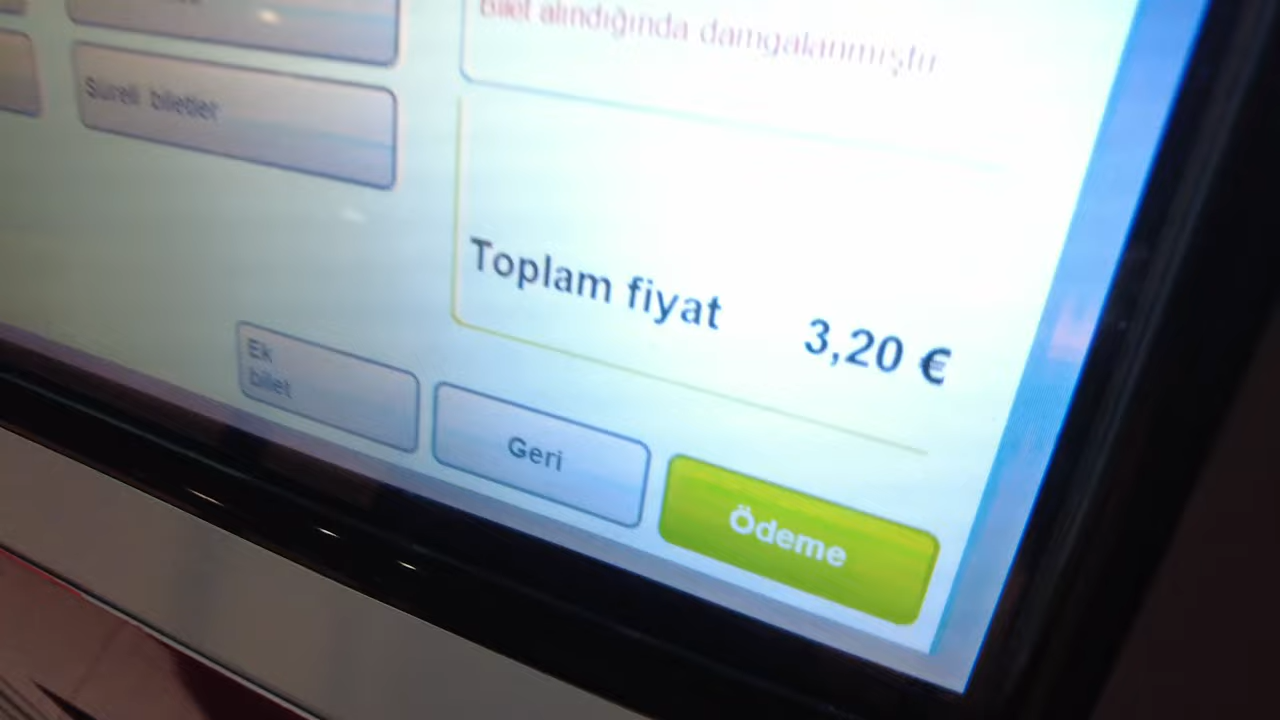 Bilet alındığında damgalanmıştır
Süreli biletler
Toplam fiyat 3,20 €
Ek
bilet
Geri
Ödeme